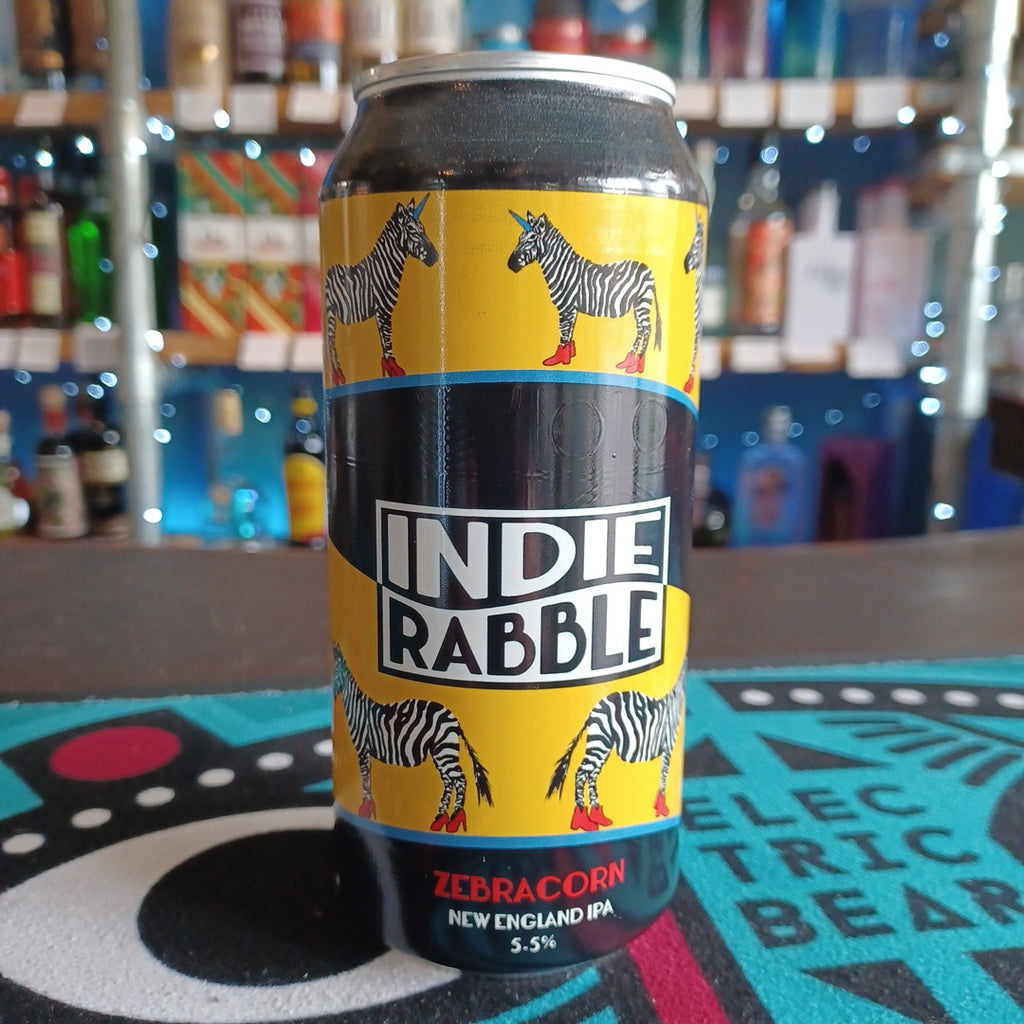 INDIE
RABBLE
ZEBRACORN
NEW ENGLAND IPA
5.5%
ELEC
TRIC
BEAR